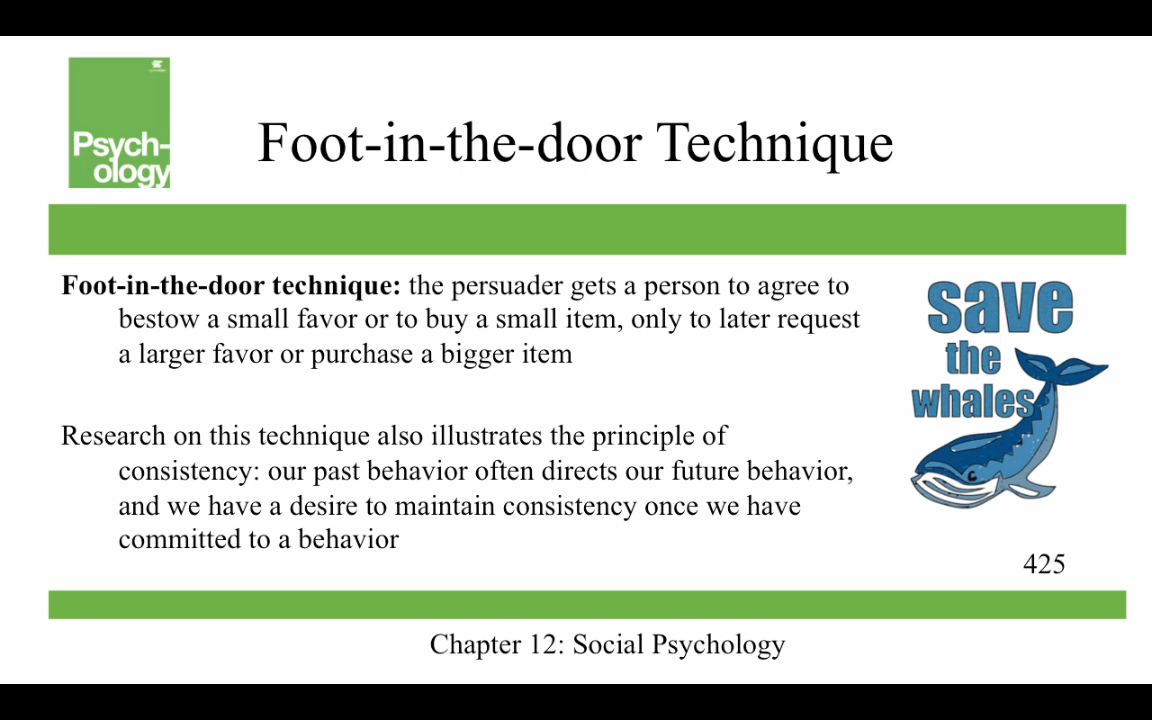 Psych-
ology
Foot-in-the-door Technique
Foot-in-the-door technique: the persuader gets a person to agree to
bestow a small favor or to buy a small item, only to later request
a larger favor or purchase a bigger item
Research on this technique also illustrates the principle of
consistency: our past behavior often directs our future behavior,
and we have a desire to maintain consistency once we have
committed to a behavior
save
the
whales
425
Chapter 12: Social Psychology